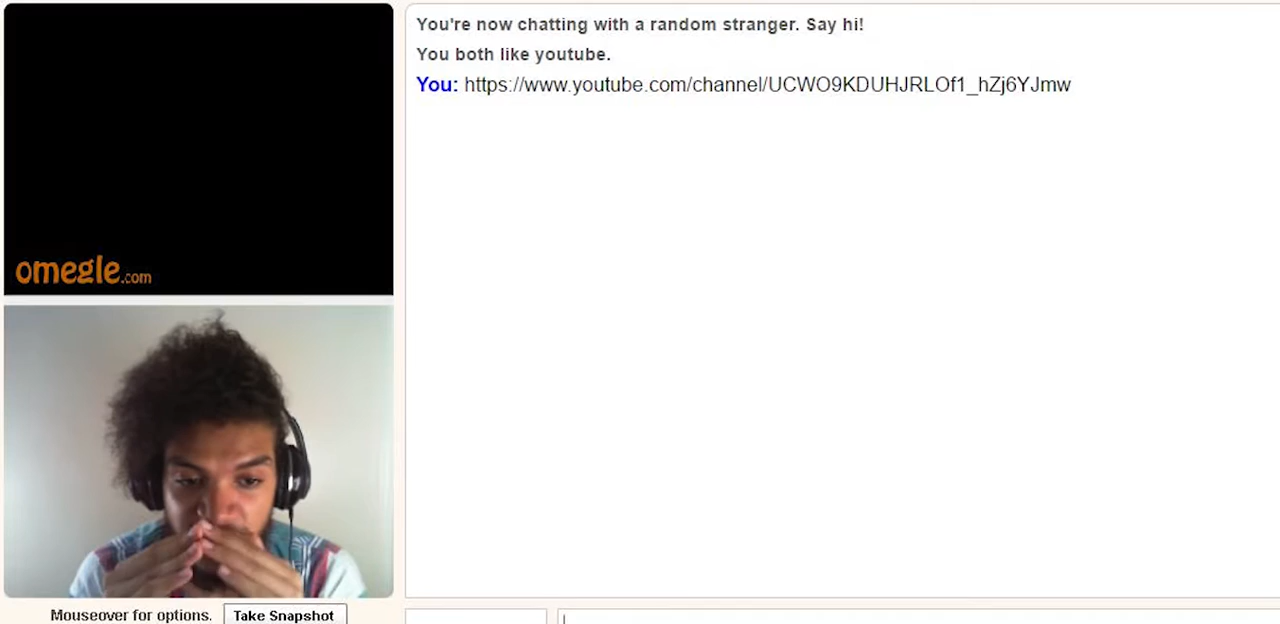 You're now chatting with a random stranger. Say hi!
You both like youtube.
You: https://www.youtube.com/channel/UCWO9KDUHJRLOf1_hZj6YJmw
omegle.com
Mouseover for options. Take Snapshot